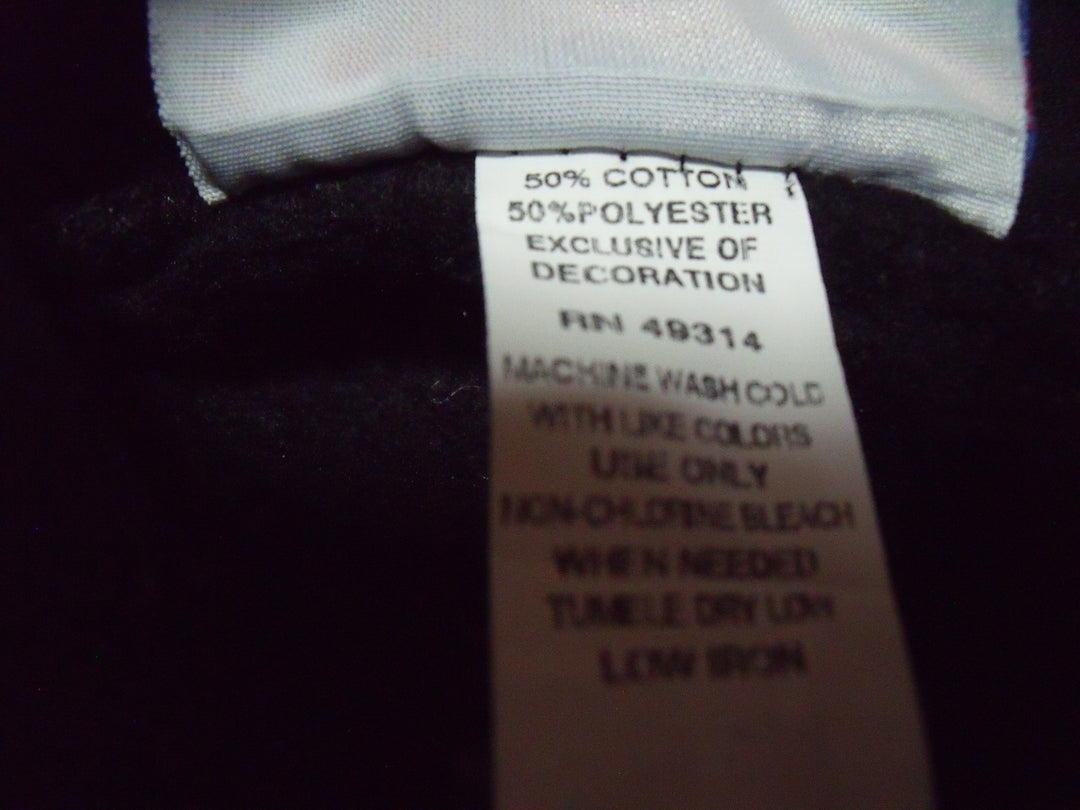 50% COTTON
50%POLYESTER
EXCLUSIVE OF
DECORATION
RN 49314
MACHINE WASH COLD
WITH LIKE COLORS
USE ONLY
NON-CHLORINE BLEACH
WHEN NEEDED
TUMBLE DRY LOW
LOW IRON